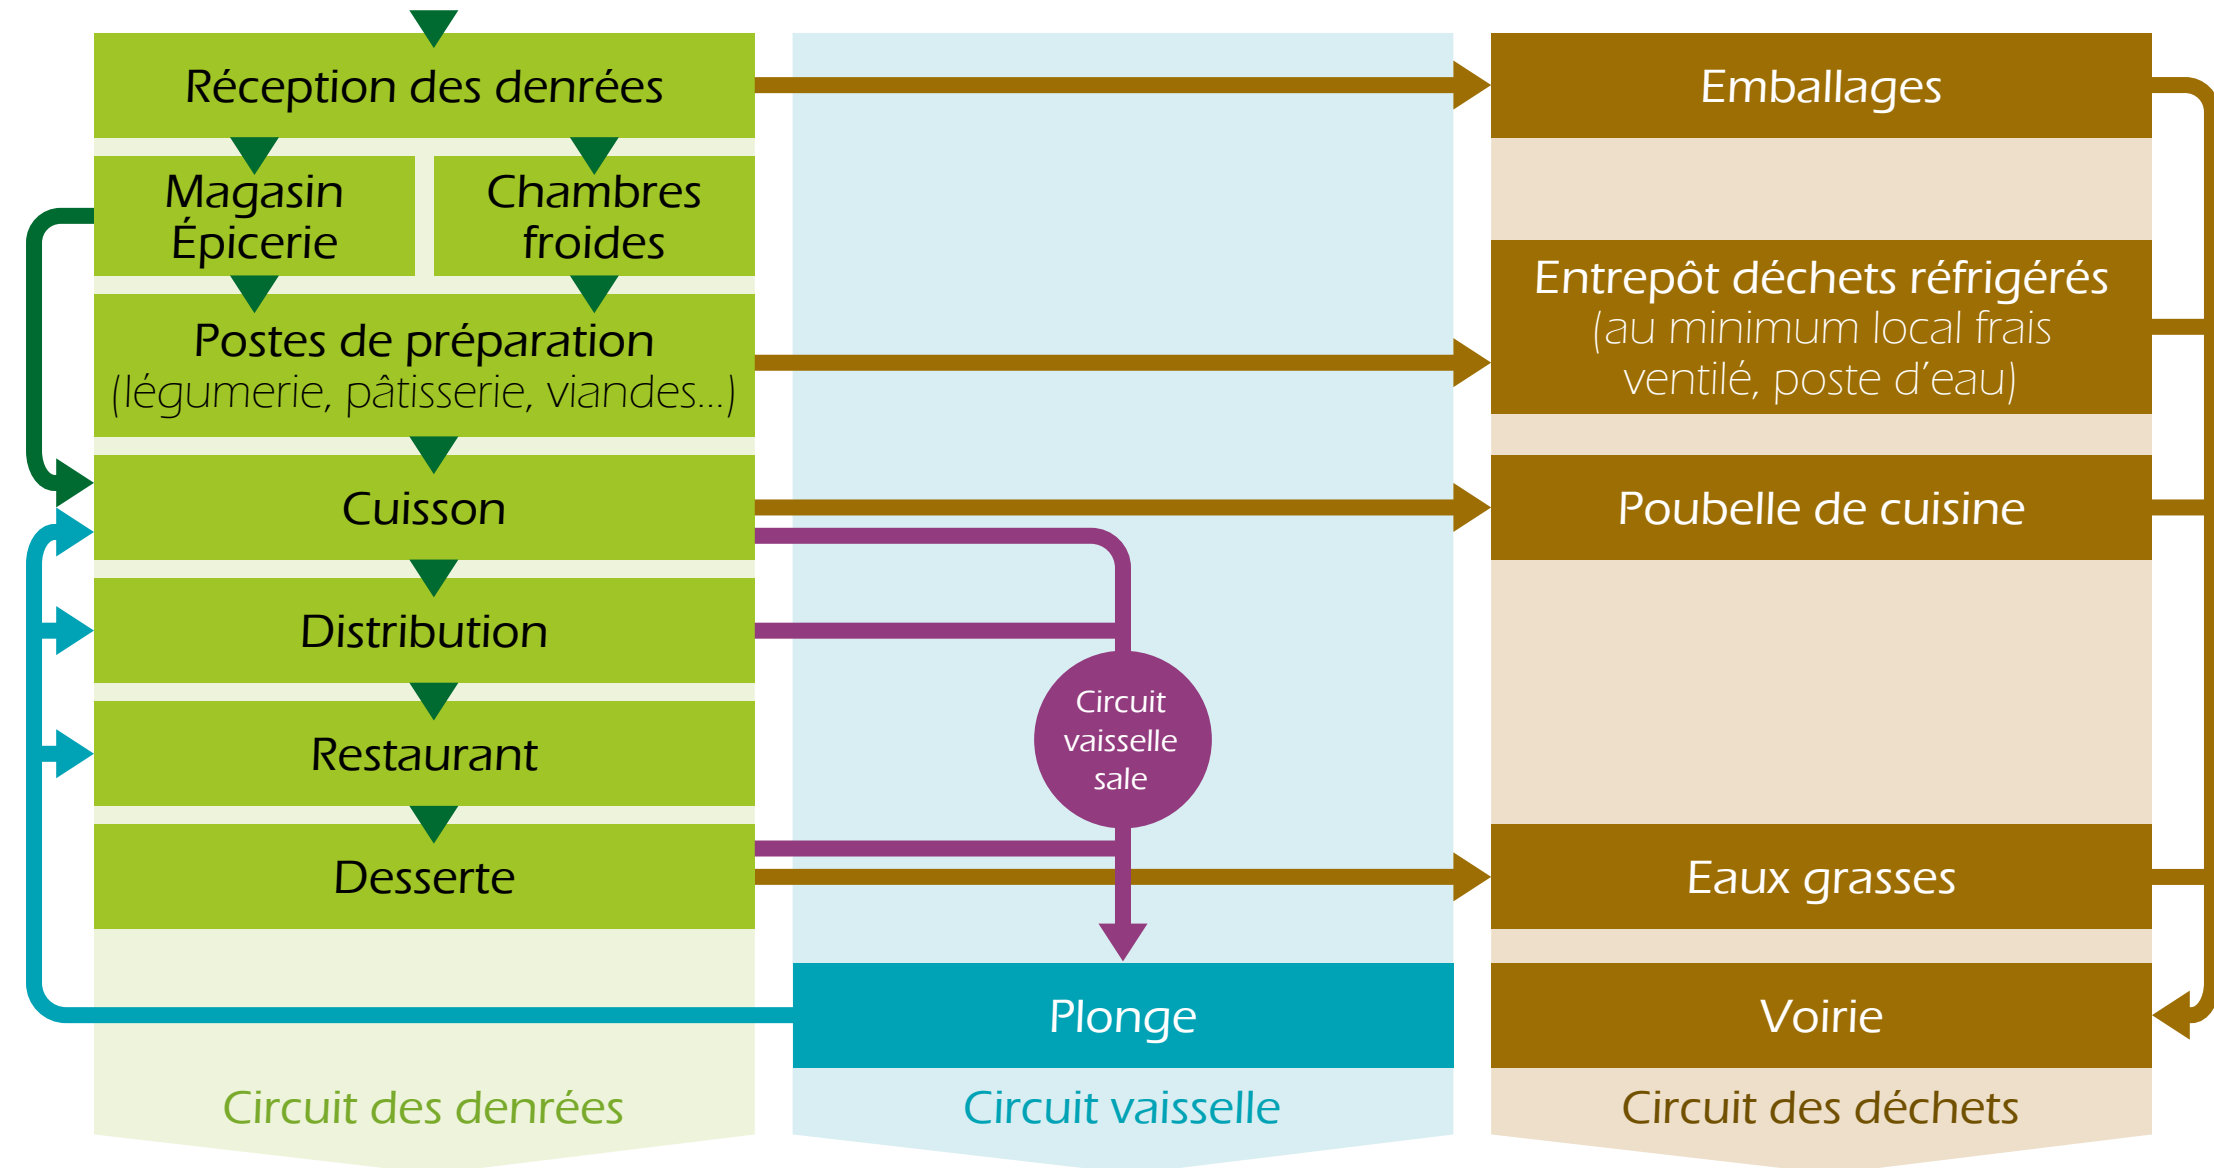 Réception des denrées
Magasin
Épicerie
Chambres
froides
Postes de préparation
(légumerie, pâtisserie, viandes...)
Cuisson
Distribution
Restaurant
Desserte
Circuit des denrées
Circuit
vaisselle
sale
Plonge
Circuit vaisselle
Emballages
Entrepôt déchets réfrigérés
(au minimum local frais
ventilé, poste d’eau)
Poubelle de cuisine
Eaux grasses
Voirie
Circuit des déchets